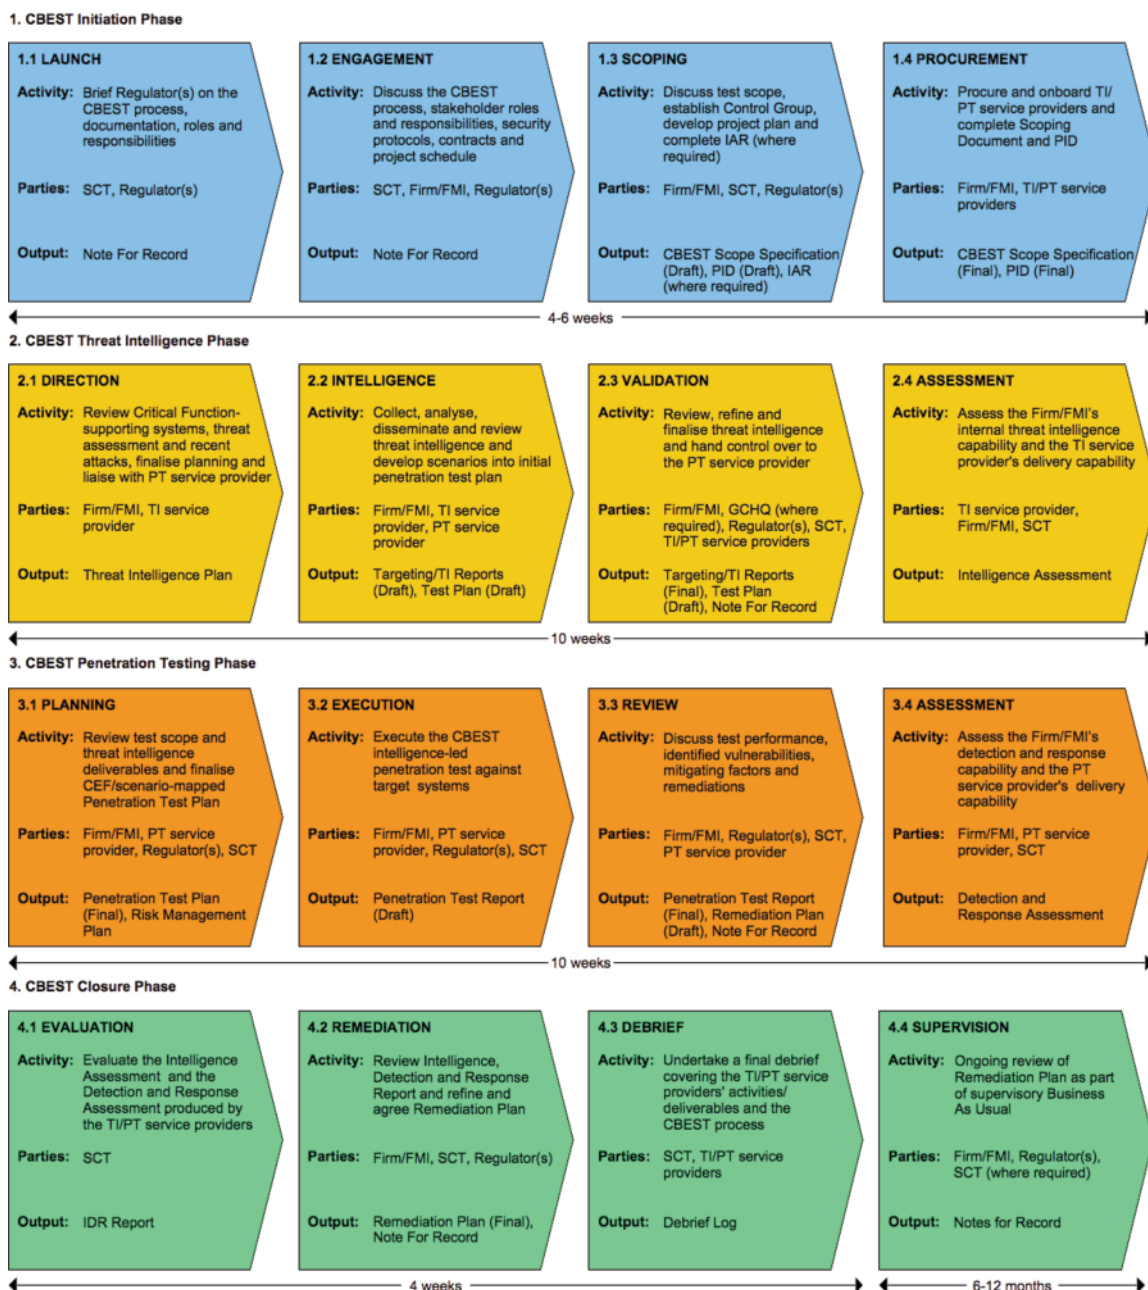 1. CBEST Initiation Phase
1.1 LAUNCH
Activity: Brief Regulator(s) on the
CBEST process,
documentation, roles and
responsibilities
Parties: SCT, Regulator(s)
Output: Note For Record
1.2 ENGAGEMENT
Activity: Discuss the CBEST
process, stakeholder roles
and responsibilities, security
protocols, contracts and
project schedule
Parties: SCT, Firm/FMI, Regulator(s)
Output: Note For Record
1.3 SCOPING
Activity: Discuss test scope,
establish Control Group,
develop project plan and
complete IAR (where
required)
Parties: Firm/FMI, SCT, Regulator(s)
Output: CBEST Scope Specification
(Draft), PID (Draft), IAR
(where required)
1.4 PROCUREMENT
Activity: Procure and onboard TI/
PT service providers and
complete Scoping
Document and PID
Parties: Firm/FMI, TI/PT service
providers
Output: CBEST Scope Specification
(Final), PID (Final)
4-6 weeks
2. CBEST Threat Intelligence Phase
2.1 DIRECTION
Activity: Review Critical Function-
supporting systems, threat
assessment and recent
attacks, finalise planning and
liaise with PT service provider
Parties: Firm/FMI, TI service
provider
Output: Threat Intelligence Plan
2.2 INTELLIGENCE
Activity: Collect, analyse,
disseminate and review
threat intelligence and
develop scenarios into initial
penetration test plan
Parties: Firm/FMI, TI service
provider, PT service
provider
Output: Targeting/TI Reports
(Draft), Test Plan (Draft)
2.3 VALIDATION
Activity: Review, refine and
finalise threat intelligence
and hand control over to
the PT service provider
Parties: Firm/FMI, GCHQ (where
required), Regulator(s), SCT,
TI/PT service providers
Output: Targeting/TI Reports
(Final), Test Plan
(Draft), Note For Record
2.4 ASSESSMENT
Activity: Assess the Firm/FMI's
internal threat intelligence
capability and the TI service
provider's delivery capability
Parties: TI service provider,
Firm/FMI, SCT
Output: Intelligence Assessment
10 weeks
3. CBEST Penetration Testing Phase
3.1 PLANNING
Activity: Review test scope and
threat intelligence
deliverables and finalise
CEF/scenario-mapped
Penetration Test Plan
Parties: Firm/FMI, PT service
provider, Regulator(s), SCT
Output: Penetration Test Plan
(Final), Risk Management
Plan
3.2 EXECUTION
Activity: Execute the CBEST
intelligence-led
penetration test against
target systems
Parties: Firm/FMI, PT service
provider, Regulator(s), SCT
Output: Penetration Test Report
(Draft)
3.3 REVIEW
Activity: Discuss test performance,
identified vulnerabilities,
mitigating factors and
remediations
Parties: Firm/FMI, Regulator(s), SCT,
PT service provider
Output: Penetration Test Report
(Final), Remediation Plan
(Draft), Note For Record
3.4 ASSESSMENT
Activity: Assess the Firm/FMI's
detection and response
capability and the PT
service provider's delivery
capability
Parties: Firm/FMI, PT service
provider, SCT
Output: Detection and
Response Assessment
10 weeks
4. CBEST Closure Phase
4.1 EVALUATION
Activity: Evaluate the Intelligence
Assessment and the
Detection and Response
Assessment produced by
the TI/PT service providers
Parties: SCT
Output: IDR Report
4.2 REMEDIATION
Activity: Review Intelligence,
Detection and Response
Report and refine and
agree Remediation Plan
Parties: Firm/FMI, SCT, Regulator(s)
Output: Remediation Plan (Final),
Note For Record
4.3 DEBRIEF
Activity: Undertake a final debrief
covering the TI/PT service
providers' activities/
deliverables and the
CBEST process
Parties: SCT, TI/PT service
providers
Output: Debrief Log
4.4 SUPERVISION
Activity: Ongoing review of
Remediation Plan as part
of supervisory Business
As Usual
Parties: Firm/FMI, Regulator(s),
SCT (where required)
Output: Notes for Record
4 weeks
6-12 months